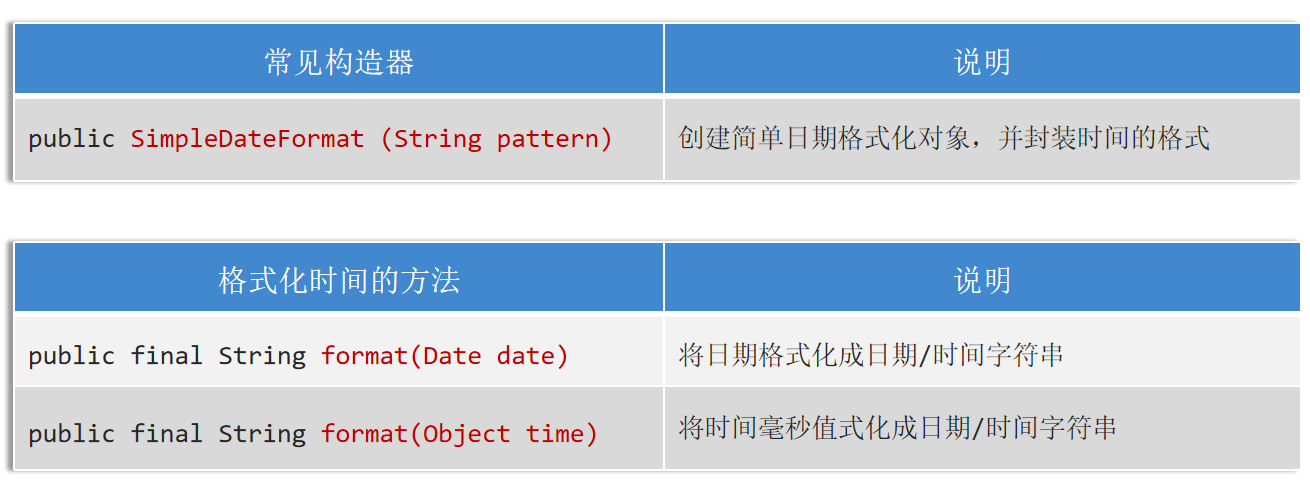 常见构造器 说明
public SimpleDateFormat (String pattern) 创建简单日期格式化对象，并封装时间的格式
格式化时间的方法 说明
public final String format(Date date) 将日期格式化成日期/时间字符串
public final String format(Object time) 将时间毫秒值式化成日期/时间字符串